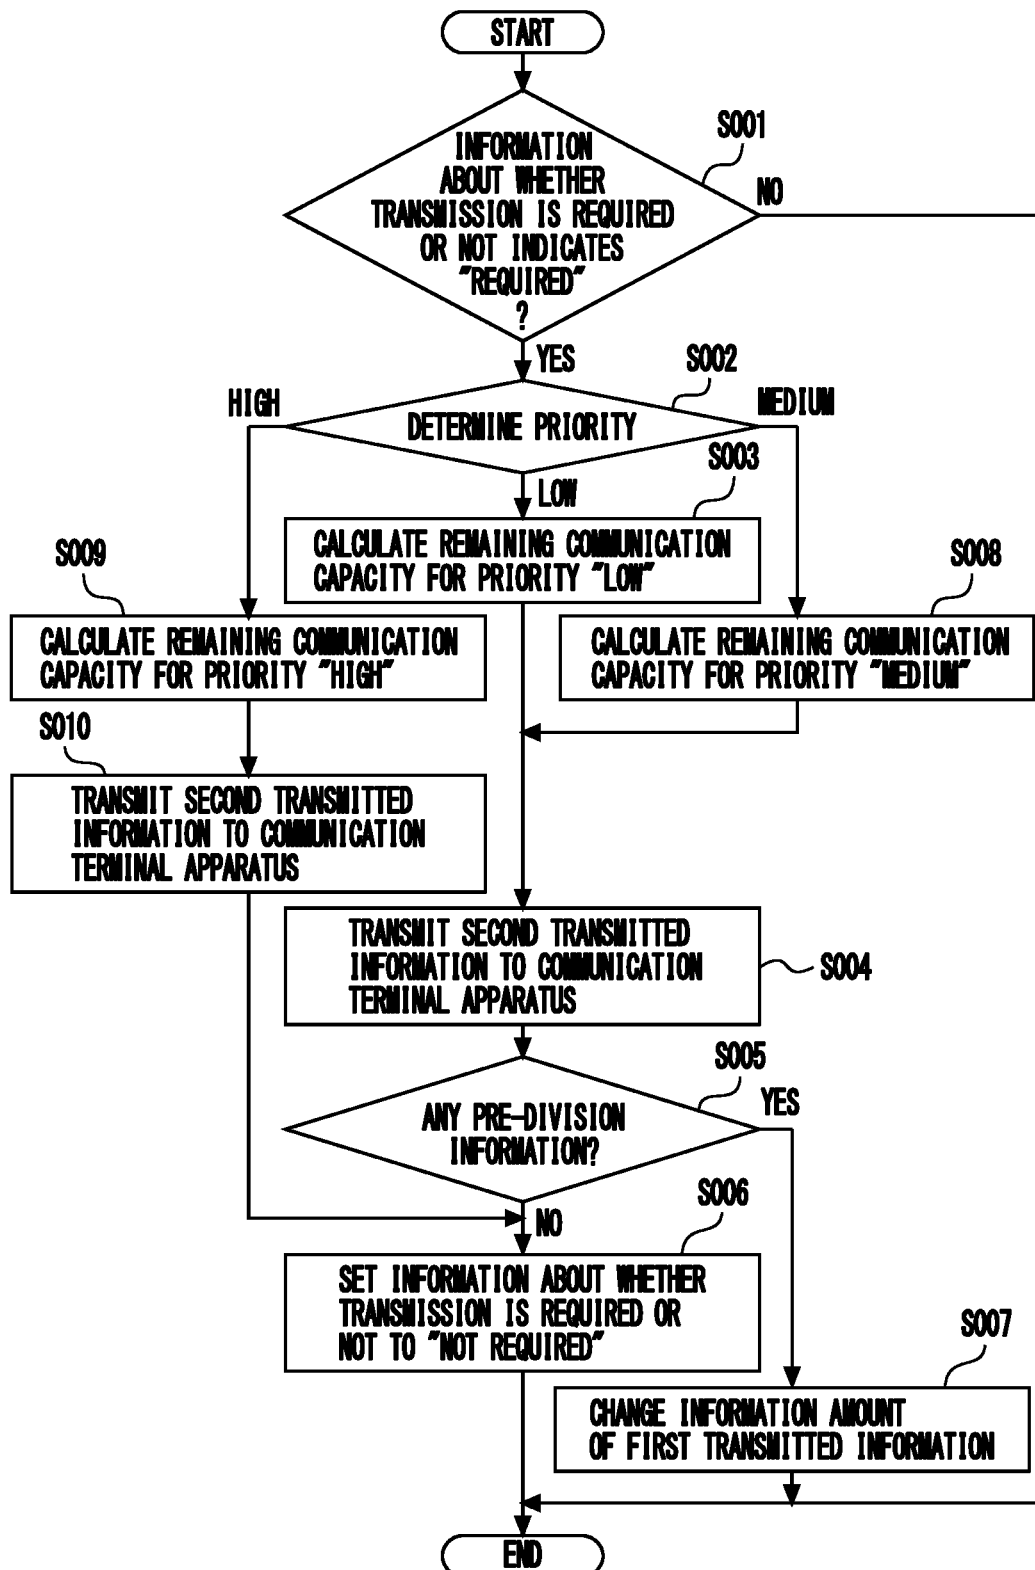 START
S001
INFORMATION
ABOUT WHETHER
TRANSMISSION IS REQUIRED
OR NOT INDICATES
"REQUIRED"
?
NO
YES
S002
HIGH
MEDIUM
DETERMINE PRIORITY
S003
LOW
CALCULATE REMAINING COMMUNICATION
CAPACITY FOR PRIORITY "LOW"
S009
S008
CALCULATE REMAINING COMMUNICATION
CAPACITY FOR PRIORITY "HIGH"
CALCULATE REMAINING COMMUNICATION
CAPACITY FOR PRIORITY "MEDIUM"
S010
TRANSMIT SECOND TRANSMITTED
INFORMATION TO COMMUNICATION
TERMINAL APPARATUS
TRANSMIT SECOND TRANSMITTED
INFORMATION TO COMMUNICATION
TERMINAL APPARATUS
S004
S005
YES
ANY PRE-DIVISION
INFORMATION?
S006
NO
SET INFORMATION ABOUT WHETHER
TRANSMISSION IS REQUIRED OR
NOT TO "NOT REQUIRED"
S007
CHANGE INFORMATION AMOUNT
OF FIRST TRANSMITTED INFORMATION
END